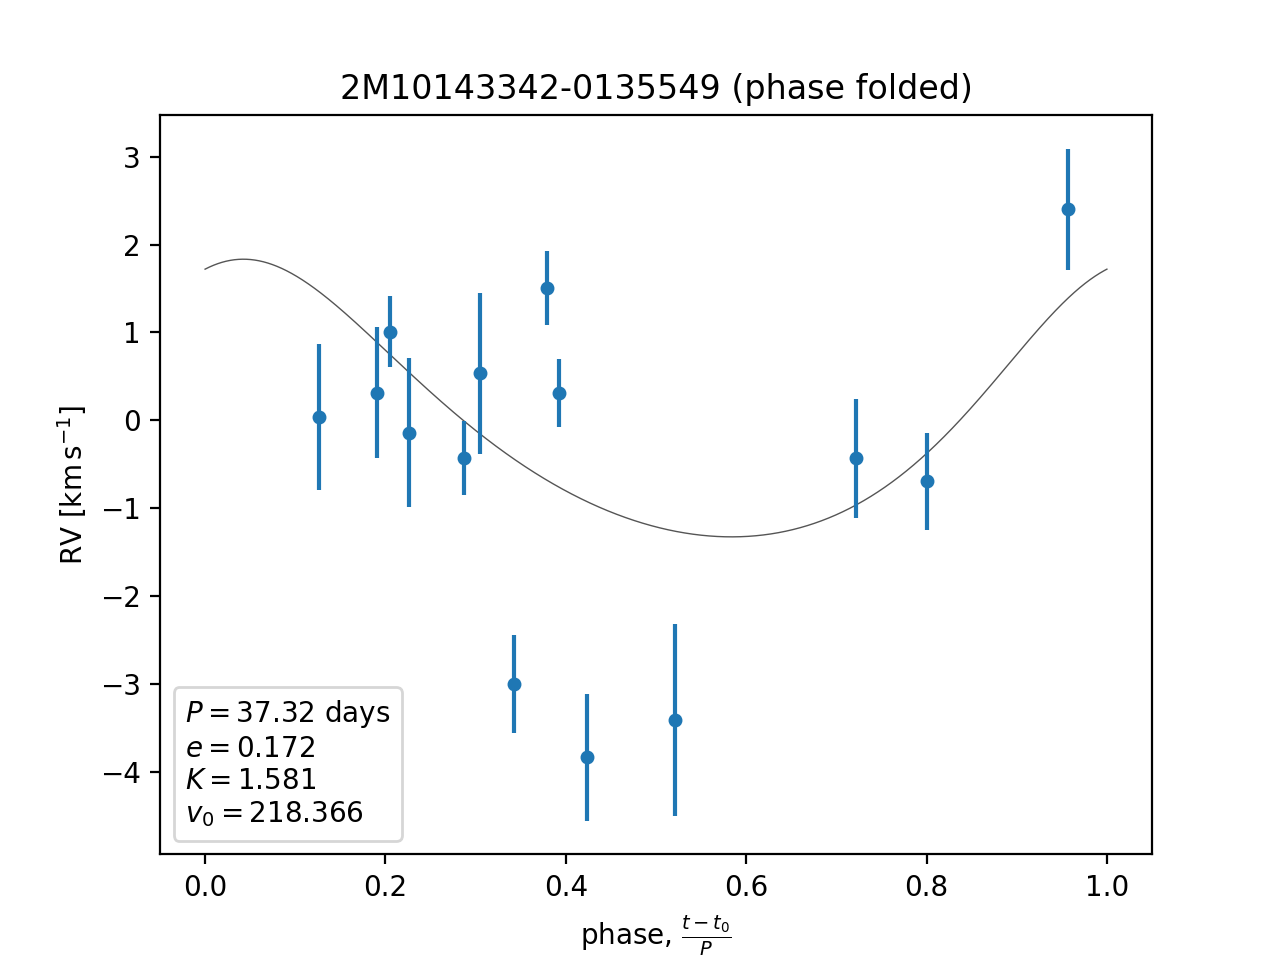 2M10143342-0135549 (phase folded)
RV [km s⁻¹]
3
2
1
0
−1
−2
−3
−4
P = 37.32 days
e = 0.172
K = 1.581
v₀ = 218.366
0.0 0.2 0.4 0.6 0.8 1.0
phase, (t − t₀)/P